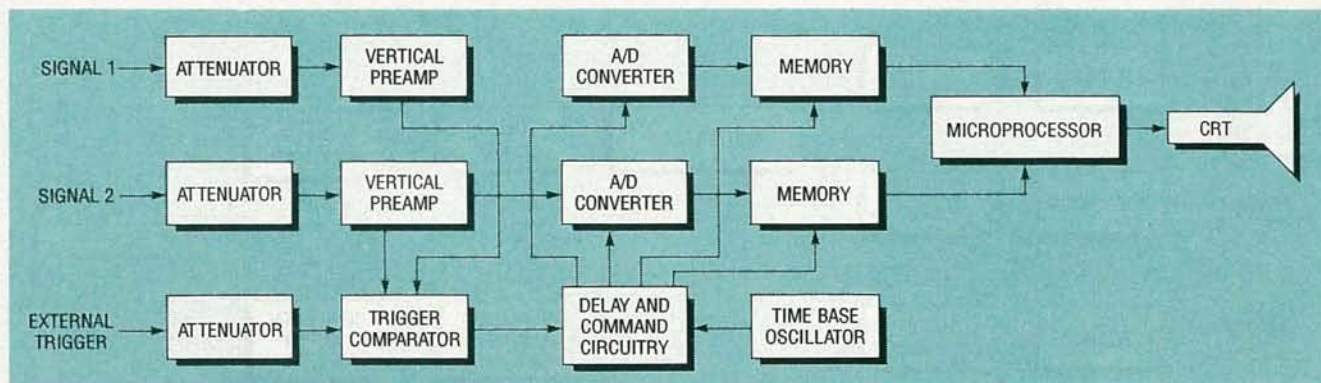 SIGNAL 1
ATTENUATOR
VERTICAL
PREAMP
A/D
CONVERTER
MEMORY
MICROPROCESSOR
CRT
SIGNAL 2
ATTENUATOR
VERTICAL
PREAMP
A/D
CONVERTER
MEMORY
EXTERNAL
TRIGGER
ATTENUATOR
TRIGGER
COMPARATOR
DELAY AND
COMMAND
CIRCUITRY
TIME BASE
OSCILLATOR